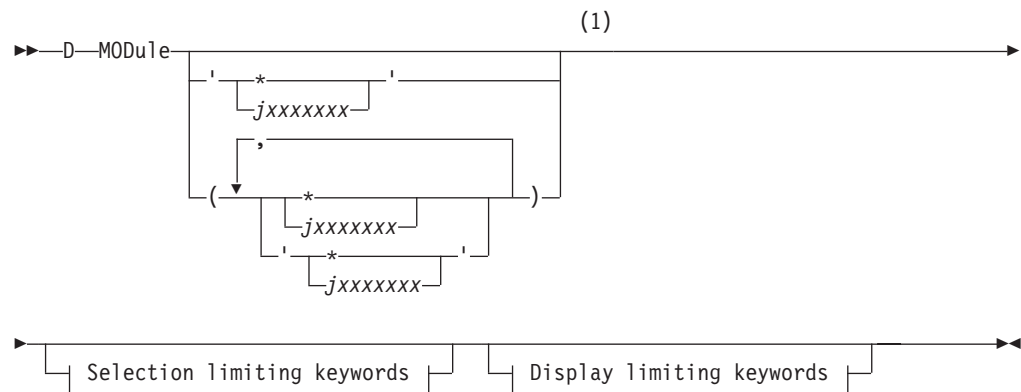 (1)
D MODule
' * '
jxxxxxxx
,
( * )
jxxxxxxx
' * '
jxxxxxxx
Selection limiting keywords Display limiting keywords